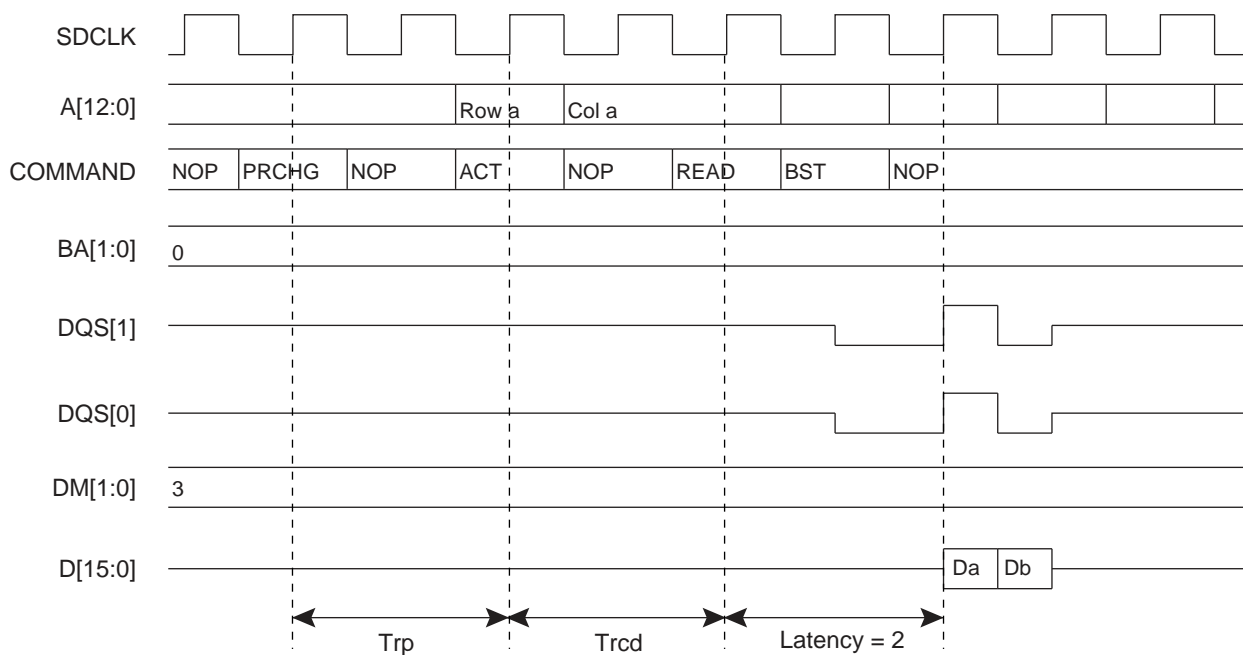 SDCLK
A[12:0] Row a Col a
COMMAND NOP PRCHG NOP ACT NOP READ BST NOP
BA[1:0] 0
DQS[1]
DQS[0]
DM[1:0] 3
D[15:0] Da Db
Trp Trcd Latency = 2